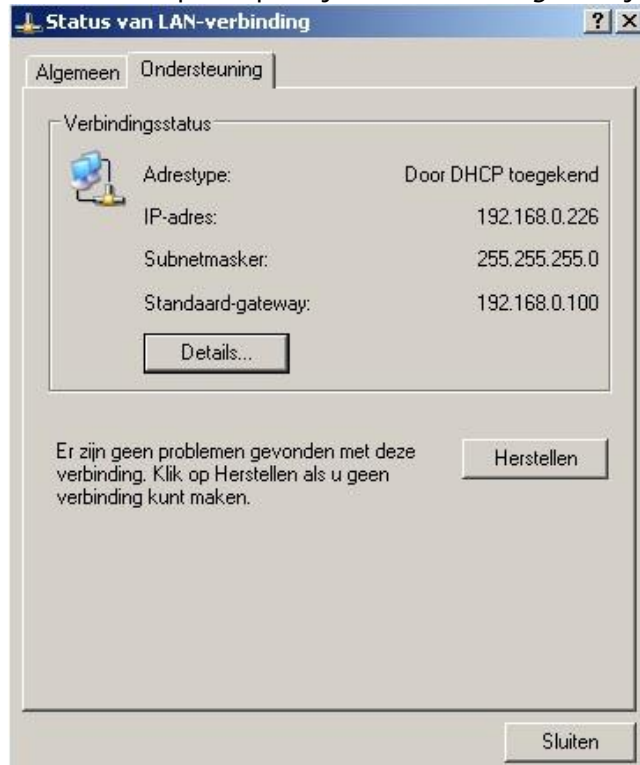 Status van LAN-verbinding
Algemeen Ondersteuning
Verbindingsstatus
Adrestype: Door DHCP toegekend
IP-adres: 192.168.0.226
Subnetmasker: 255.255.255.0
Standaard-gateway: 192.168.0.100
Details...
Er zijn geen problemen gevonden met deze
verbinding. Klik op Herstellen als u geen
verbinding kunt maken.
Herstellen
Sluiten